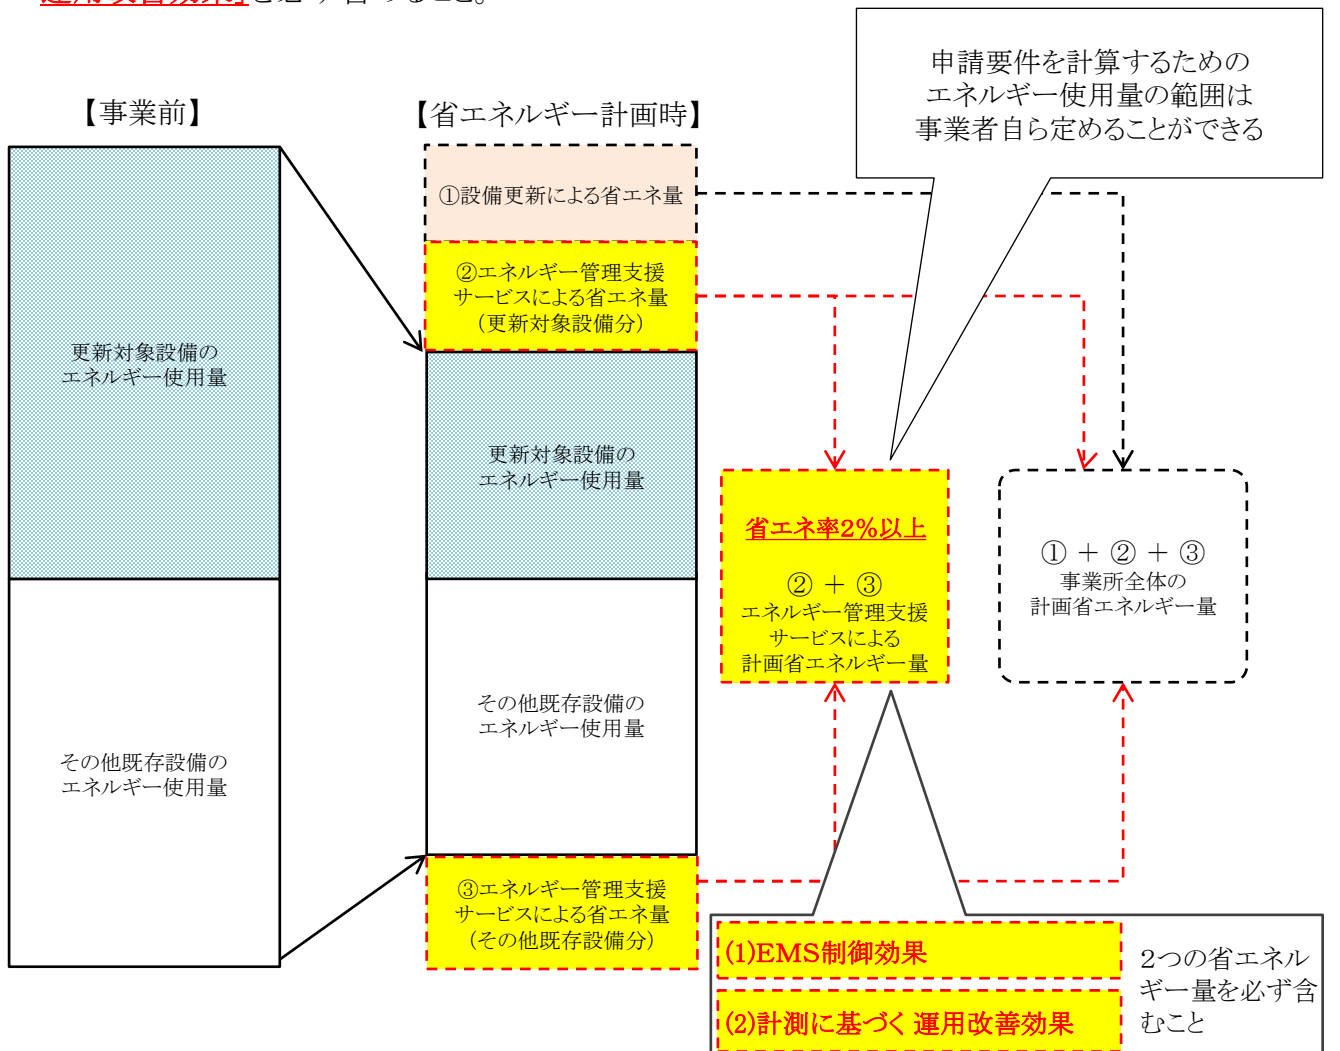 運用改善効果」を必ず含めること。
申請要件を計算するための
エネルギー使用量の範囲は
事業者自ら定めることができる
【事業前】
【省エネルギー計画時】
①設備更新による省エネ量
②エネルギー管理支援
サービスによる省エネ量
(更新対象設備分)
更新対象設備の
エネルギー使用量
更新対象設備の
エネルギー使用量
省エネ率2%以上
② + ③
エネルギー管理支援
サービスによる
計画省エネルギー量
① + ② + ③
事業所全体の
計画省エネルギー量
その他既存設備の
エネルギー使用量
その他既存設備の
エネルギー使用量
③エネルギー管理支援
サービスによる省エネ量
(その他既存設備分)
(1)EMS制御効果
(2)計測に基づく運用改善効果
2つの省エネル
ギー量を必ず含
むこと